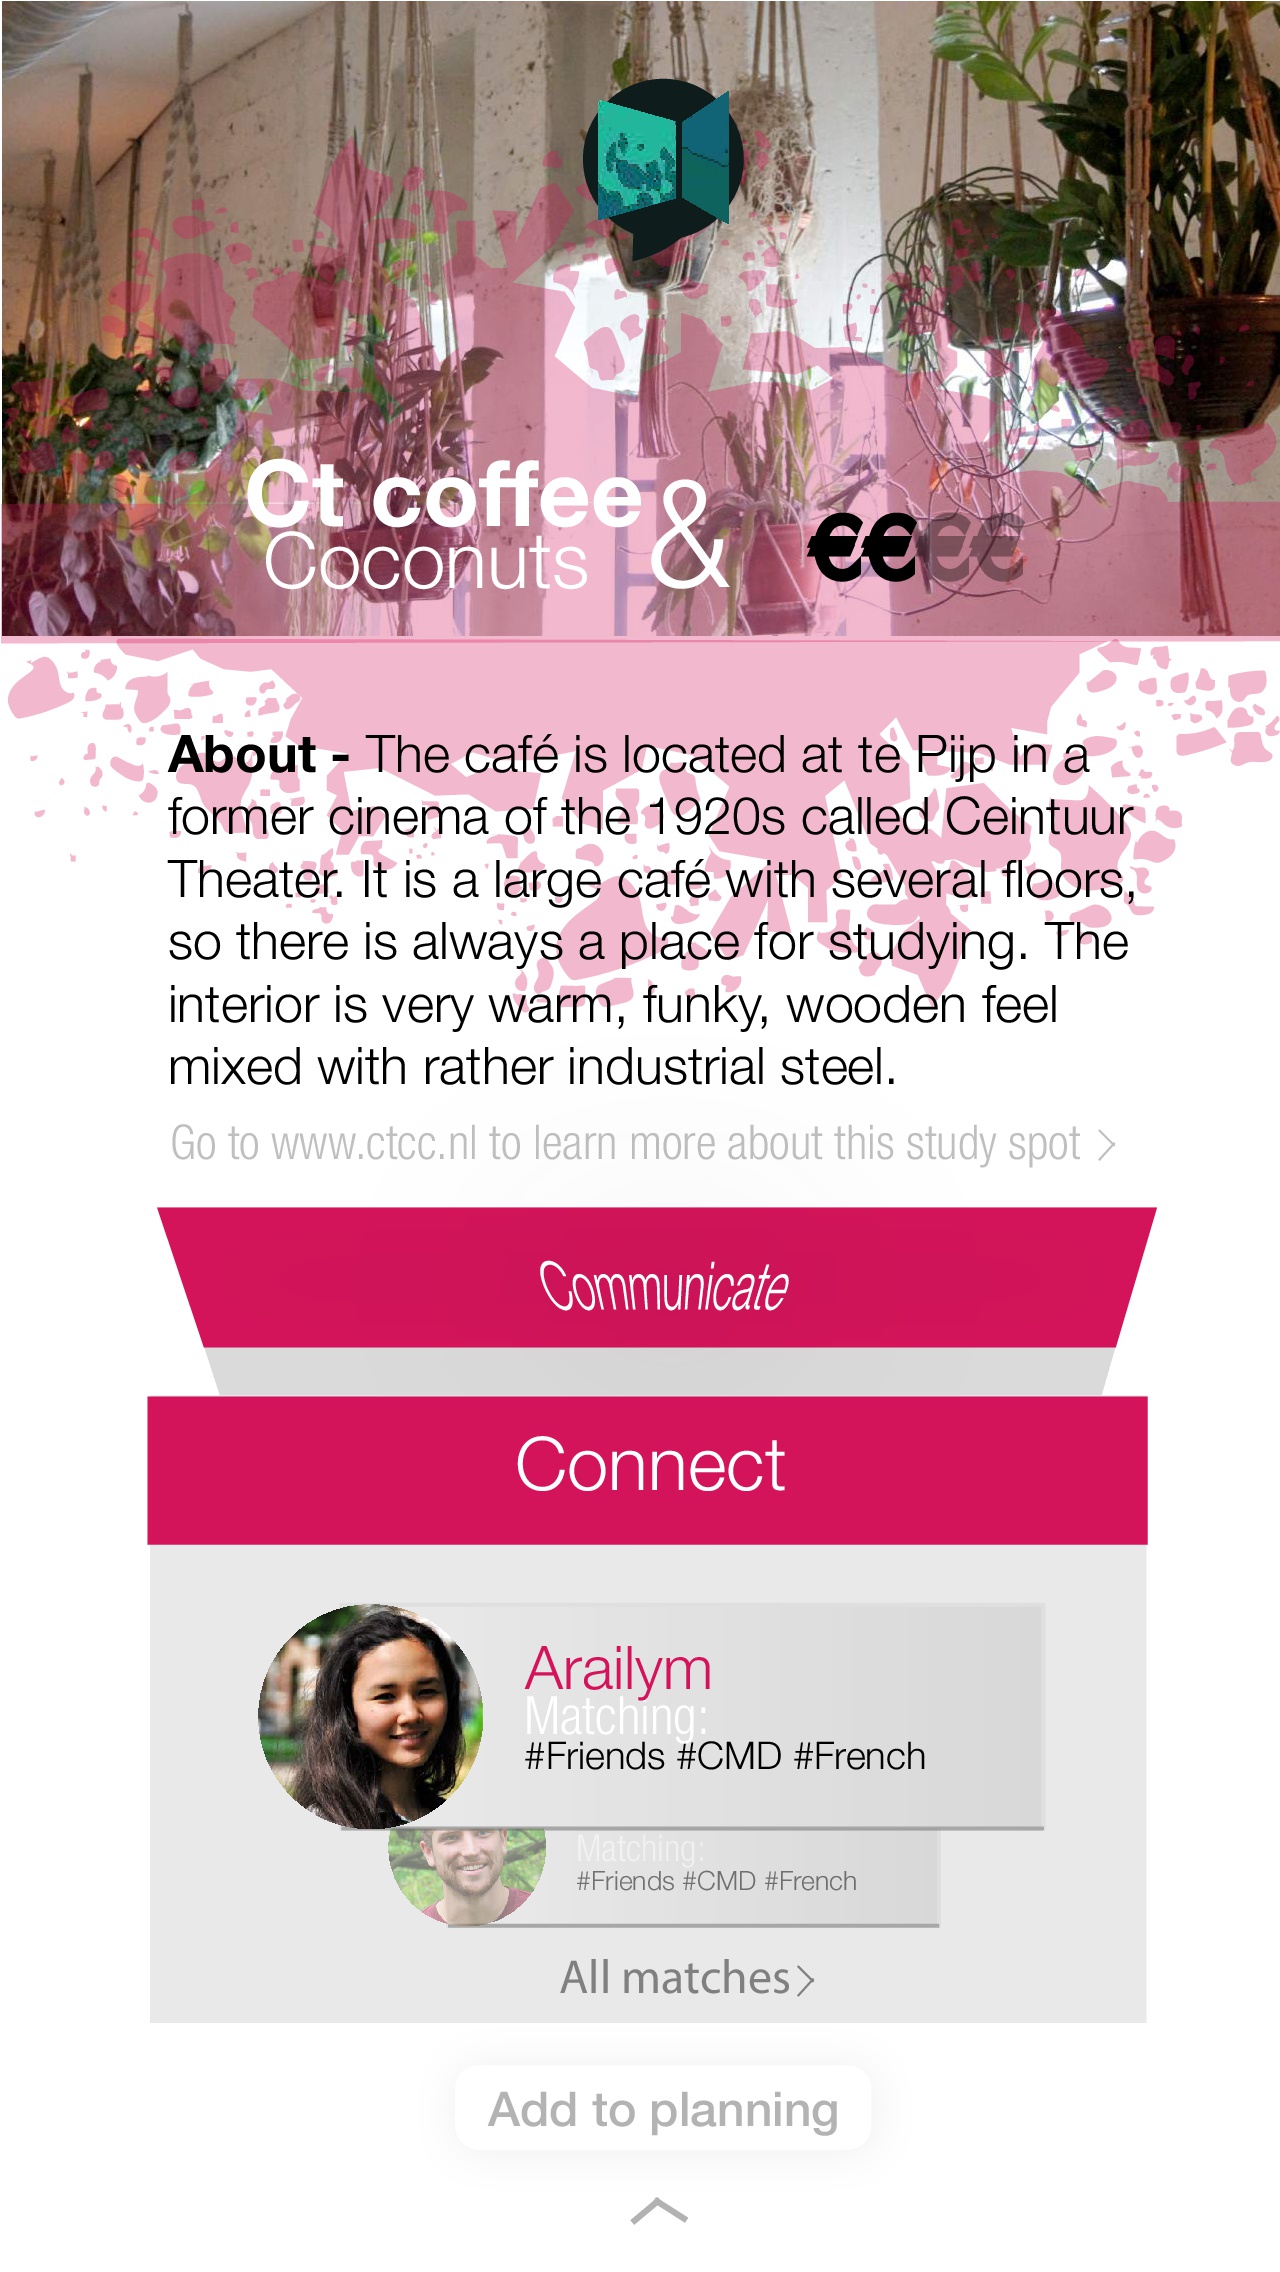 Ct coffee &
Coconuts
€€€€
About - The café is located at te Pijp in a
former cinema of the 1920s called Ceintuur
Theater. It is a large café with several floors,
so there is always a place for studying. The
interior is very warm, funky, wooden feel
mixed with rather industrial steel.
Go to www.ctcc.nl to learn more about this study spot >
Communicate
Connect
Arailym
Matching:
#Friends #CMD #French
Matching:
#Friends #CMD #French
All matches >
Add to planning